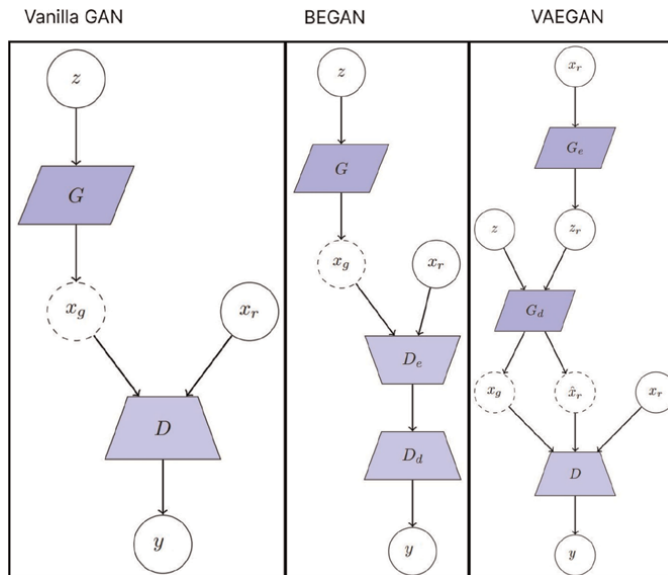 Vanilla GAN
z
G
x_g
x_r
D
y
BEGAN
z
G
x_g
x_r
D_e
D_d
y
VAEGAN
x_r
G_e
z
z_r
G_d
x_g
x̂_r
x_r
D
y